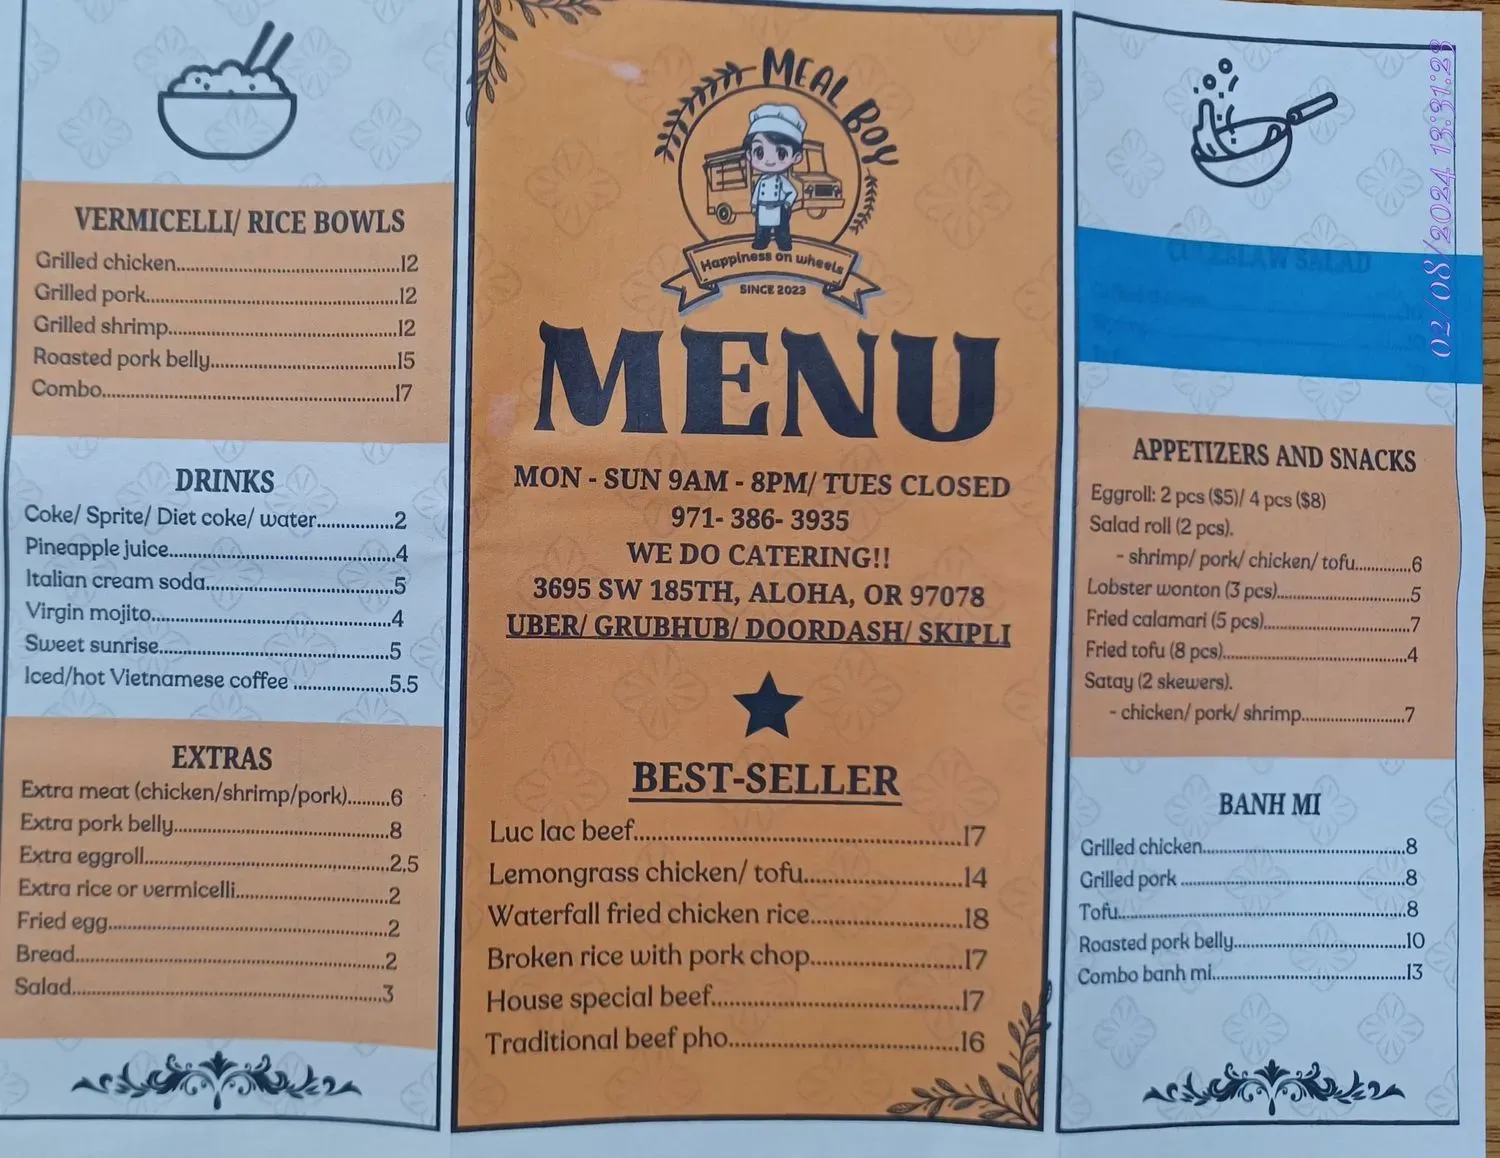 VERMICELLI/ RICE BOWLS
Grilled chicken........................................12
Grilled pork.............................................12
Grilled shrimp.........................................12
Roasted pork belly.................................15
Combo.....................................................17
DRINKS
Coke/ Sprite/ Diet coke/ water...............2
Pineapple juice........................................4
Italian cream soda.................................5
Virgin mojito...........................................4
Sweet sunrise.........................................5
Iced/hot Vietnamese coffee ................5.5
EXTRAS
Extra meat (chicken/shrimp/pork).........6
Extra pork belly......................................8
Extra eggroll...........................................2,5
Extra rice or vermicelli...........................2
Fried egg..................................................2
Bread........................................................2
Salad........................................................3
MEAL BOY
Happiness on wheels
SINCE 2023
MENU
MON - SUN 9AM - 8PM/ TUES CLOSED
971- 386- 3935
WE DO CATERING!!
3695 SW 185TH, ALOHA, OR 97078
UBER/ GRUBHUB/ DOORDASH/ SKIPLI
BEST-SELLER
Luc lac beef..............................................17
Lemongrass chicken/ tofu......................14
Waterfall fried chicken rice.....................18
Broken rice with pork chop.....................17
House special beef...................................17
Traditional beef pho.................................16
COLESLAW SALAD
APPETIZERS AND SNACKS
Eggroll: 2 pcs ($5)/ 4 pcs ($8)
Salad roll (2 pcs).
- shrimp/ pork/ chicken/ tofu............6
Lobster wonton (3 pcs)...........................5
Fried calamari (5 pcs).............................7
Fried tofu (8 pcs).....................................4
Satay (2 skewers).
- chicken/ pork/ shrimp......................7
BANH MI
Grilled chicken.........................................8
Grilled pork .............................................8
Tofu...........................................................8
Roasted pork belly..................................10
Combo banh mi.......................................13
02/08/2024 13:31:28